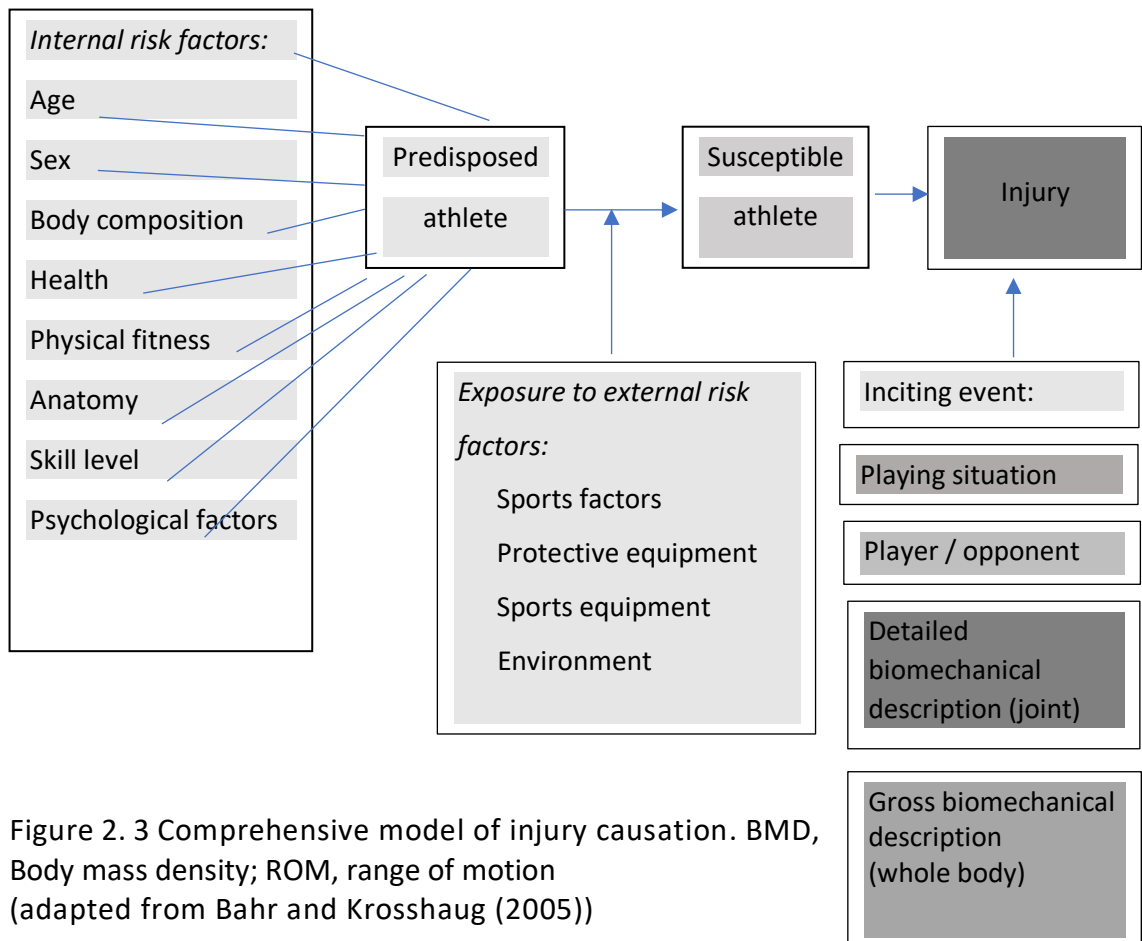 Internal risk factors:
Age
Sex
Body composition
Health
Physical fitness
Anatomy
Skill level
Psychological factors
Predisposed
athlete
Susceptible
athlete
Injury
Exposure to external risk
factors:
Sports factors
Protective equipment
Sports equipment
Environment
Inciting event:
Playing situation
Player / opponent
Detailed
biomechanical
description (joint)
Gross biomechanical
description
(whole body)
Figure 2. 3 Comprehensive model of injury causation. BMD,
Body mass density; ROM, range of motion
(adapted from Bahr and Krosshaug (2005))